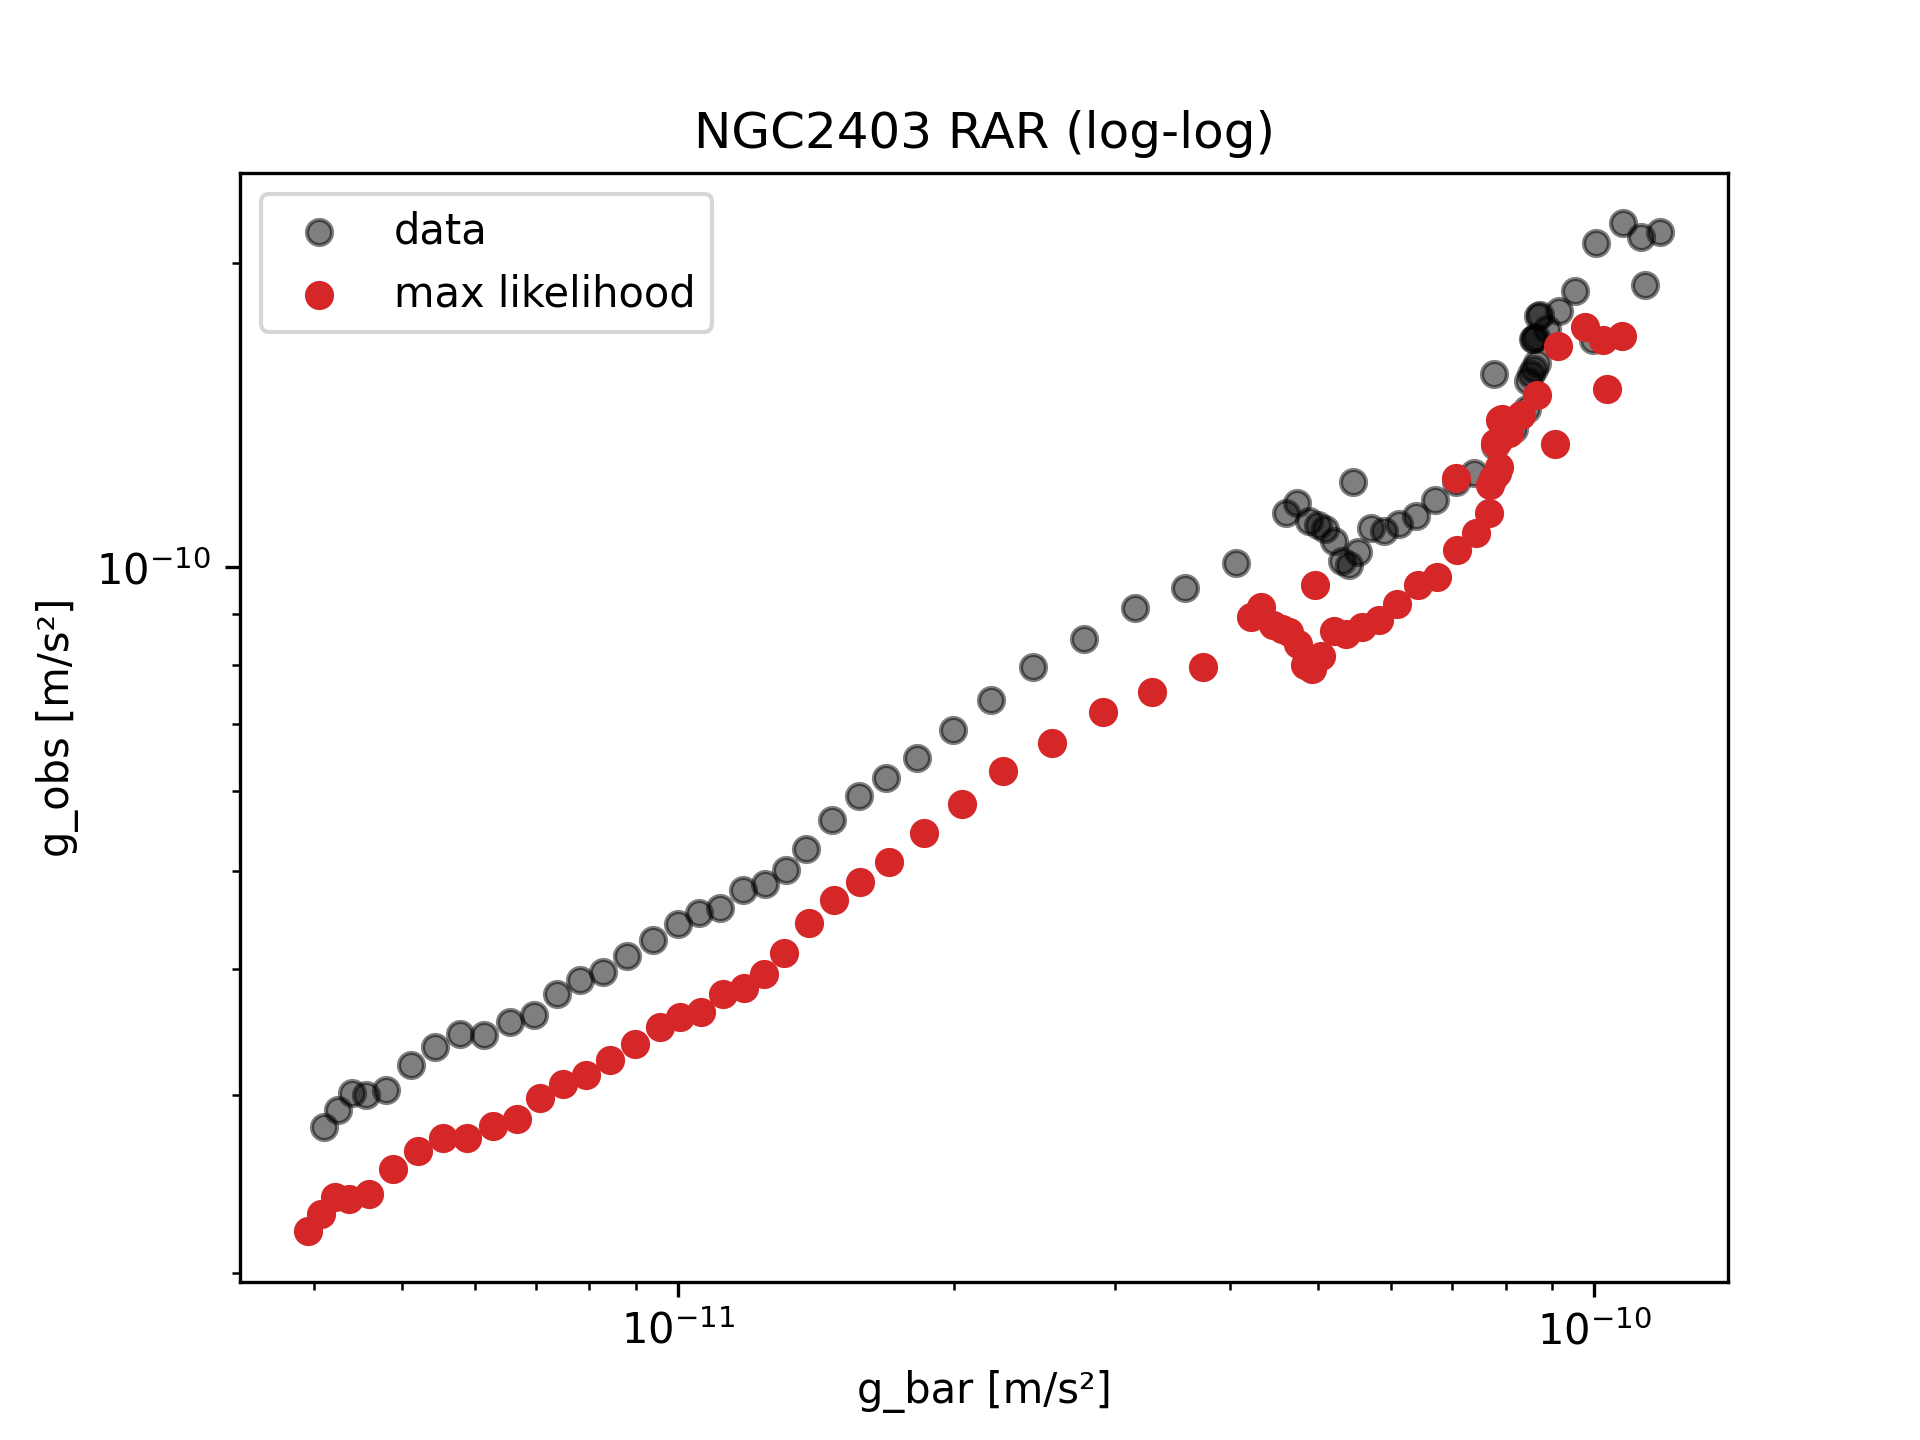 NGC2403 RAR (log-log)
data
max likelihood
g_obs [m/s²]
10⁻¹⁰
10⁻¹¹
10⁻¹⁰
g_bar [m/s²]